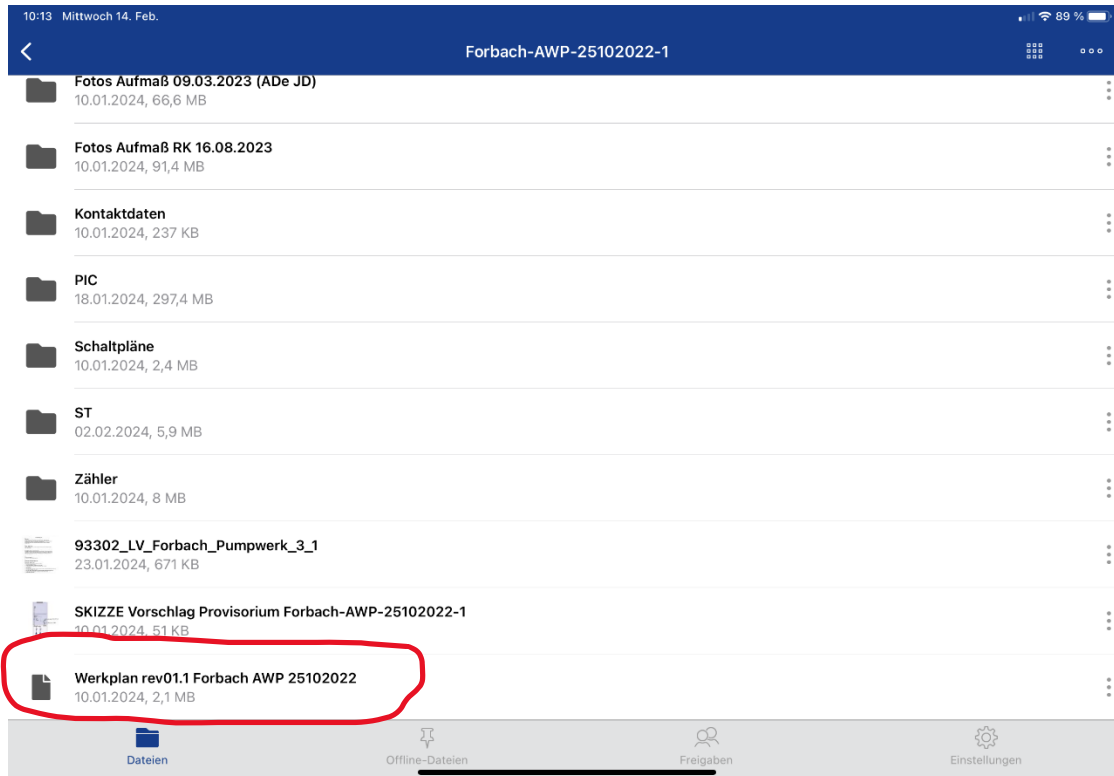 10:13 Mittwoch 14. Feb.
89 %
Forbach-AWP-25102022-1
Fotos Aufmaß 09.03.2023 (ADe JD)
10.01.2024, 66,6 MB
Fotos Aufmaß RK 16.08.2023
10.01.2024, 91,4 MB
Kontaktdaten
10.01.2024, 237 KB
PIC
18.01.2024, 297,4 MB
Schaltpläne
10.01.2024, 2,4 MB
ST
02.02.2024, 5,9 MB
Zähler
10.01.2024, 8 MB
93302_LV_Forbach_Pumpwerk_3_1
23.01.2024, 671 KB
SKIZZE Vorschlag Provisorium Forbach-AWP-25102022-1
10.01.2024, 51 KB
Werkplan rev01.1 Forbach AWP 25102022
10.01.2024, 2,1 MB
Dateien
Offline-Dateien
Freigaben
Einstellungen